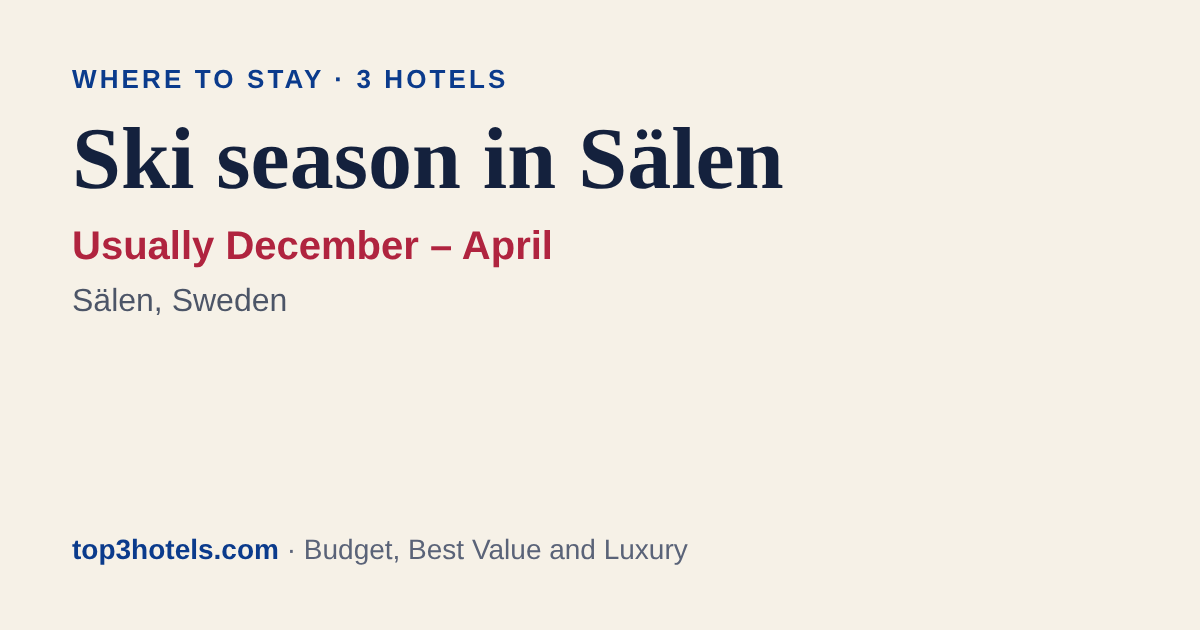 WHERE TO STAY · 3 HOTELS
Ski season in Sälen
Usually December – April
Sälen, Sweden
top3hotels.com · Budget, Best Value and Luxury